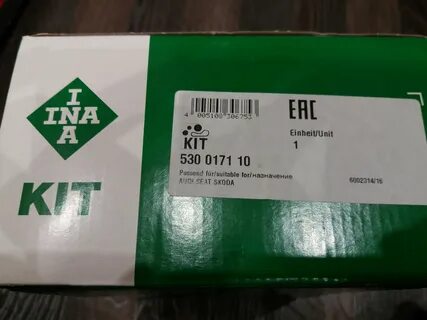 INA
INA
KIT
4 005108 306753
KIT
530 0171 10
Passend für/suitable for/назначение
AUDI SEAT SKODA
EAC
Einheit/Unit
1
6002314/16